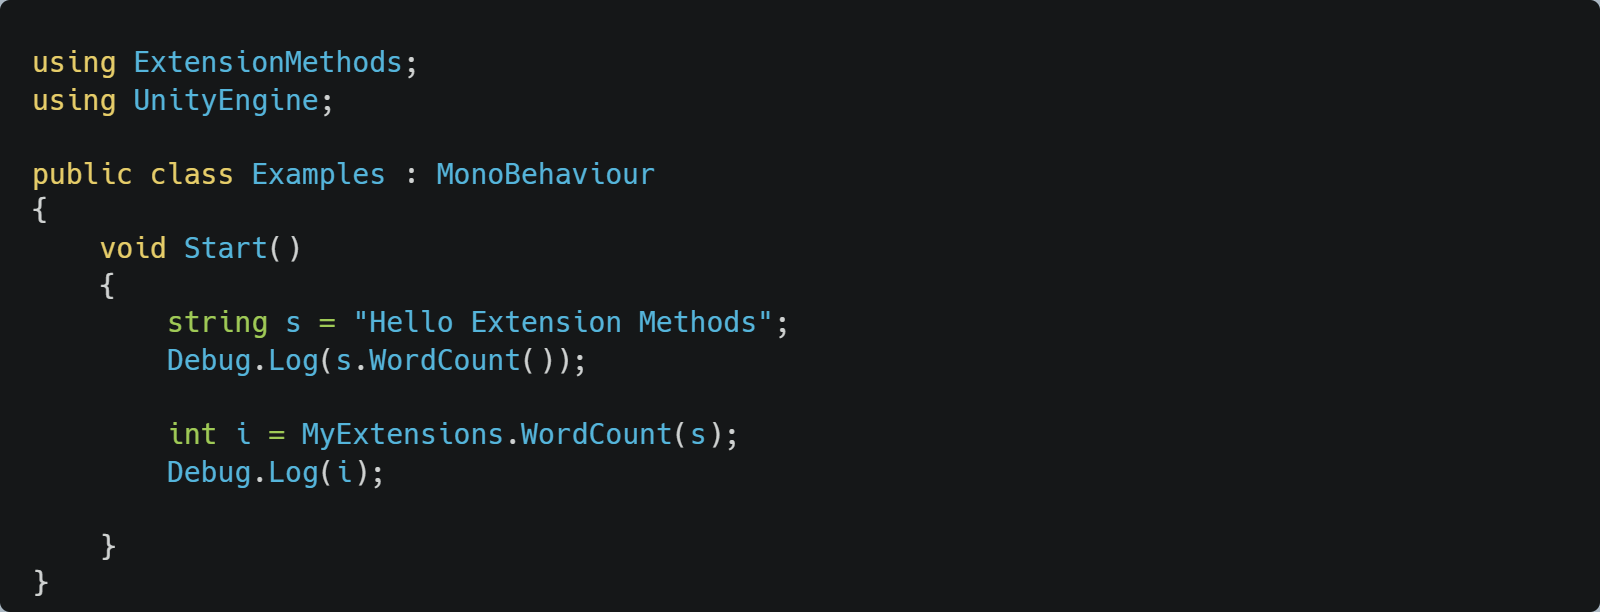 using ExtensionMethods;
using UnityEngine;

public class Examples : MonoBehaviour
{
    void Start()
    {
        string s = "Hello Extension Methods";
        Debug.Log(s.WordCount());

        int i = MyExtensions.WordCount(s);
        Debug.Log(i);

    }
}